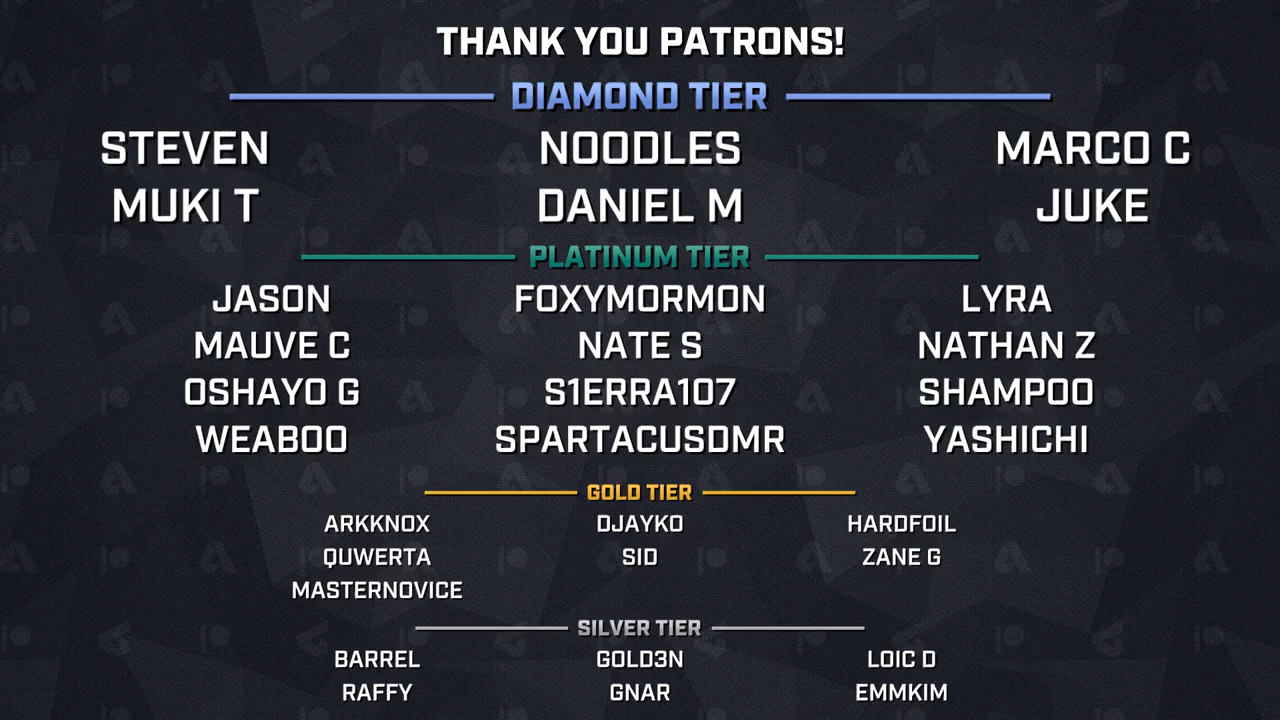 THANK YOU PATRONS!
DIAMOND TIER
STEVEN NOODLES MARCO C
MUKI T DANIEL M JUKE
PLATINUM TIER
JASON FOXYMORMON LYRA
MAUVE C NATE S NATHAN Z
OSHAYO G S1ERRA107 SHAMPOO
WEABOO SPARTACUSDMR YASHICHI
GOLD TIER
ARKKNOX DJAYKO HARDFOIL
QUWERTA SID ZANE G
MASTERNOVICE
SILVER TIER
BARREL GOLD3N LOIC D
RAFFY GNAR EMMKIM